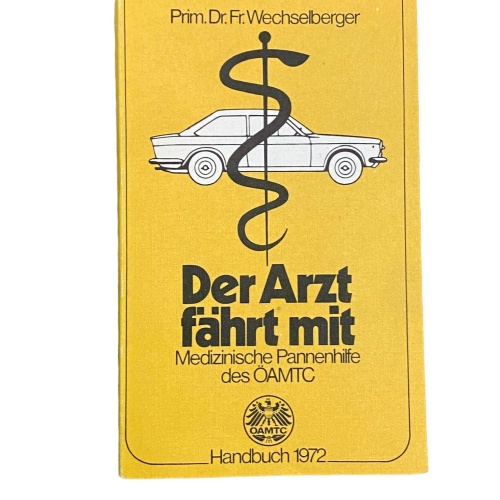 Prim. Dr. Fr. Wechselberger
Der Arzt
fährt mit
Medizinische Pannenhilfe
des ÖAMTC
ÖAMTC
Handbuch 1972